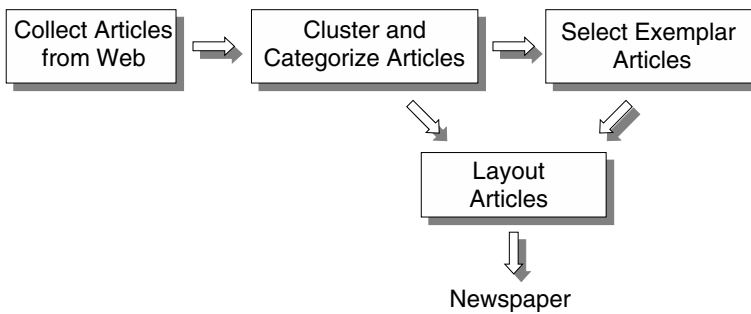 Collect Articles
from Web
Cluster and
Categorize Articles
Select Exemplar
Articles
Layout
Articles
Newspaper